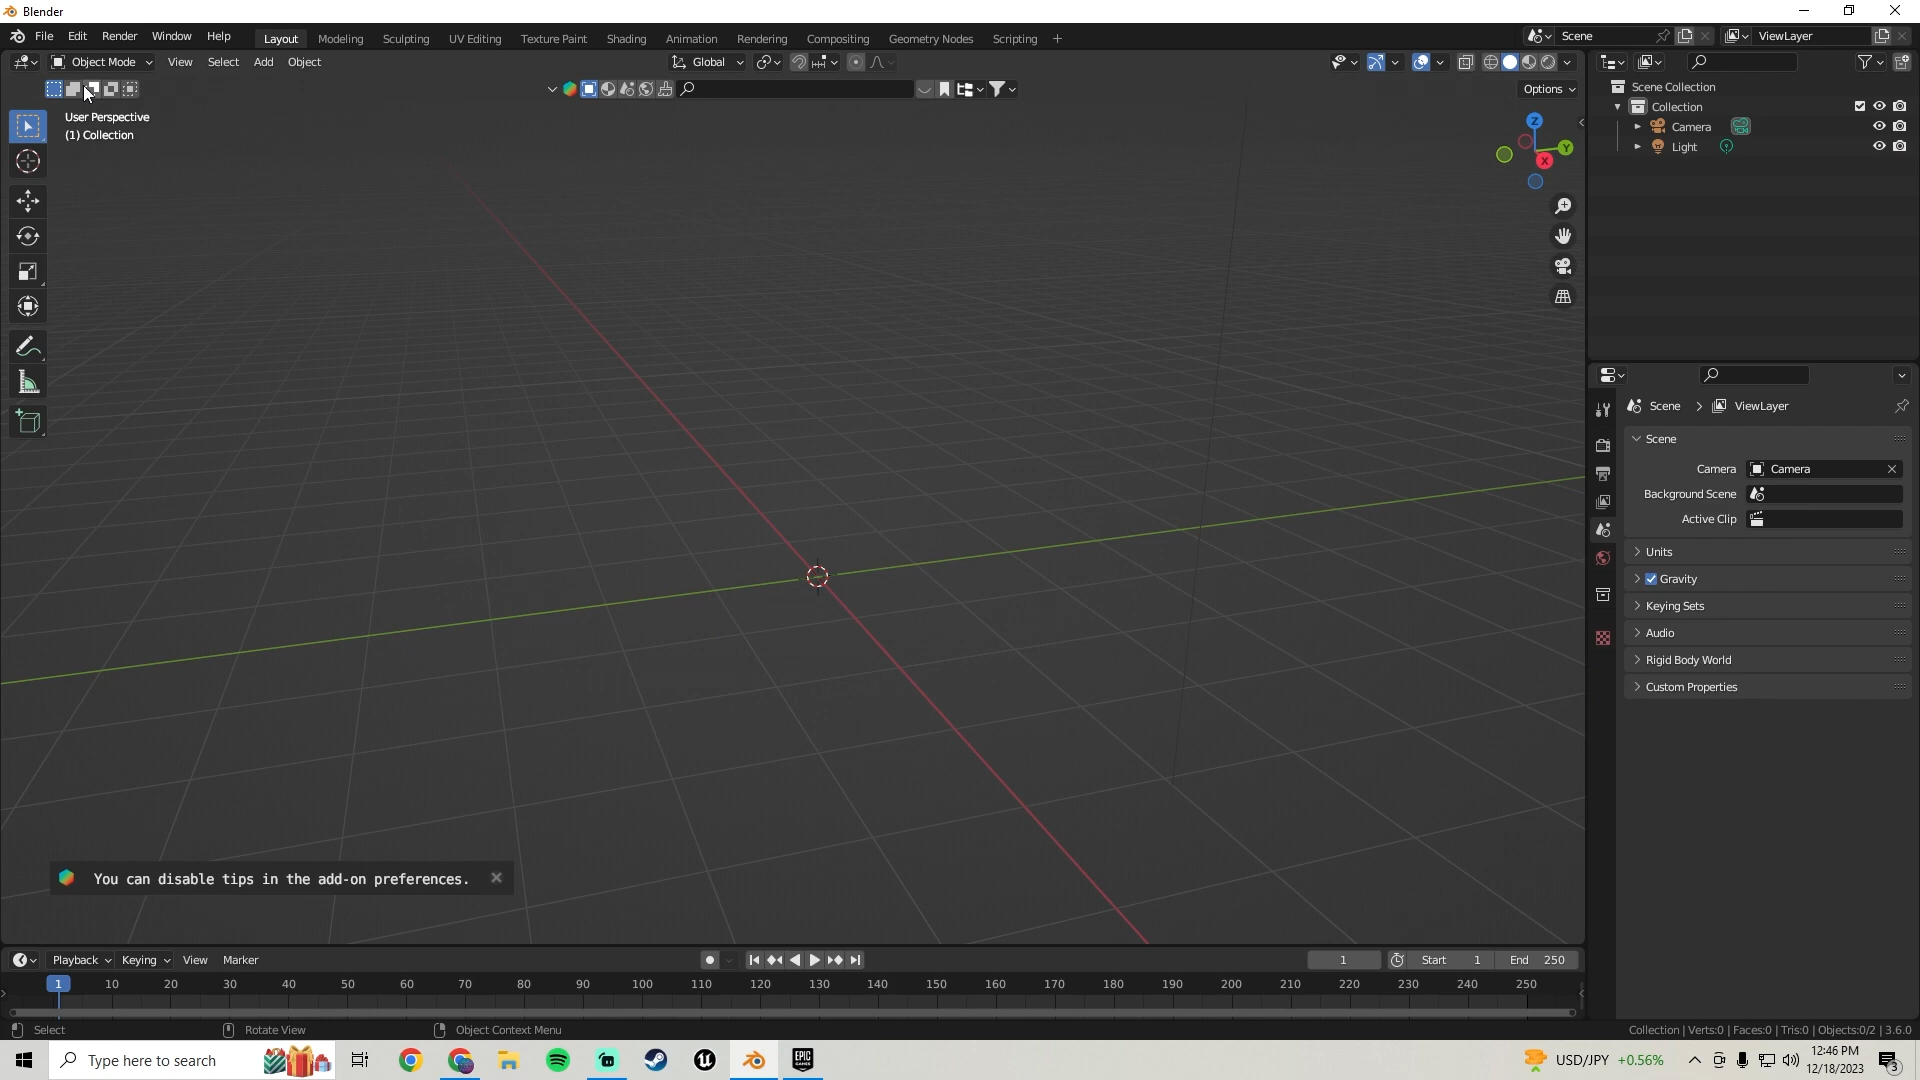 Blender
File Edit Render Window Help Layout Modeling Sculpting UV Editing Texture Paint Shading Animation Rendering Compositing Geometry Nodes Scripting + Scene ViewLayer
Object Mode View Select Add Object Global
Options
User Perspective
(1) Collection
Z
Y
X
Scene Collection
Collection
Camera
Light
Scene > ViewLayer
Scene
Camera Camera
Background Scene
Active Clip
Units
Gravity
Keying Sets
Audio
Rigid Body World
Custom Properties
You can disable tips in the add-on preferences.
Playback Keying View Marker 1 Start 1 End 250
1 10 20 30 40 50 60 70 80 90 100 110 120 130 140 150 160 170 180 190 200 210 220 230 240 250
Select Rotate View Object Context Menu Collection | Verts:0 | Faces:0 | Tris:0 | Objects:0/2 | 3.6.0
Type here to search
EPIC
GAMES
USD/JPY +0.56%
12:46 PM
12/18/2023
3